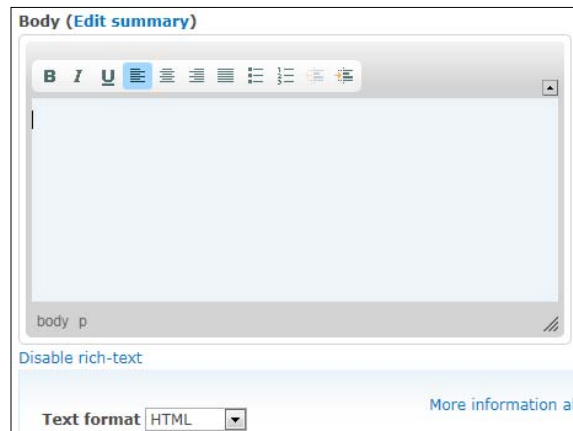 Body (Edit summary)
B I U
body p
Disable rich-text
More information a
Text format HTML